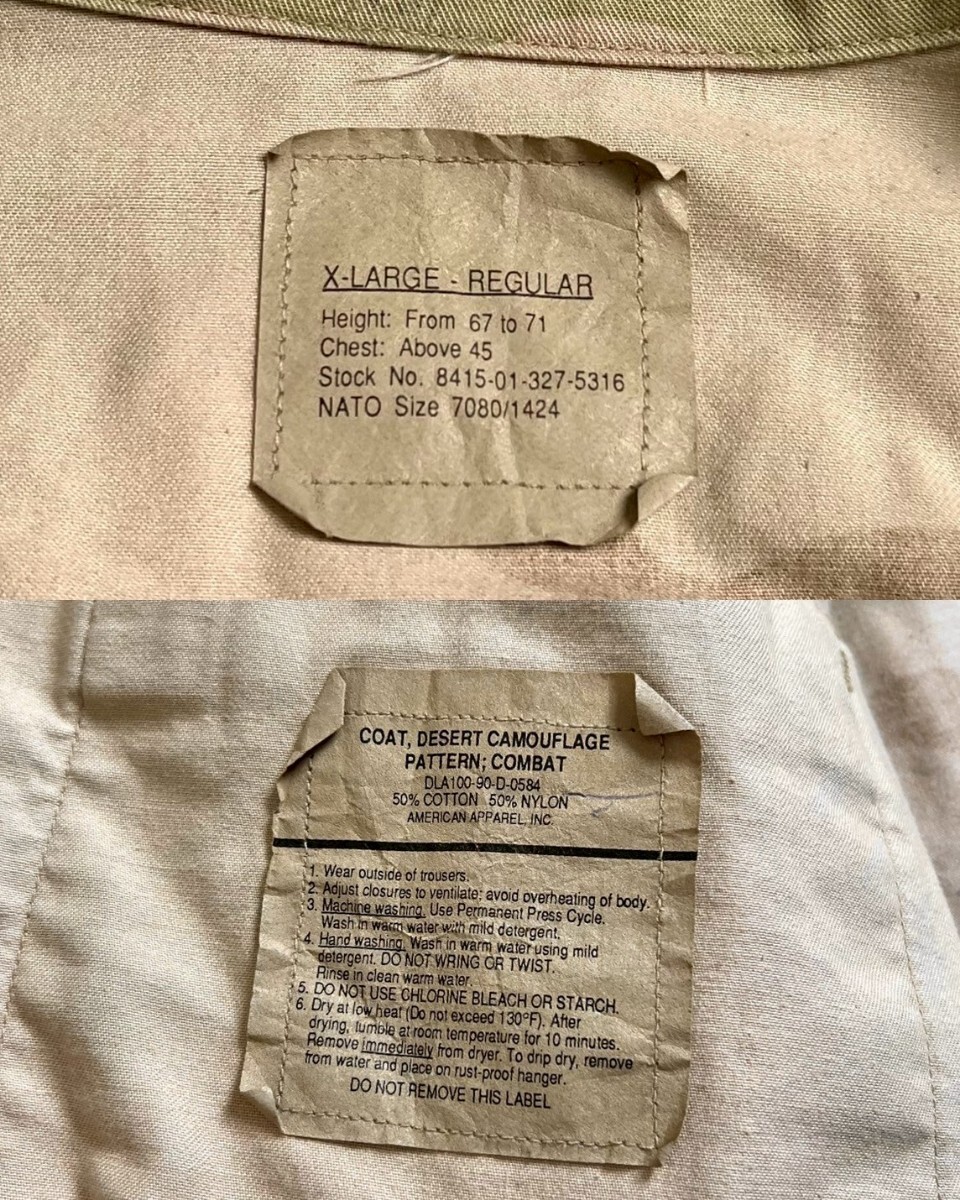 X-LARGE - REGULAR
Height: From 67 to 71
Chest: Above 45
Stock No. 8415-01-327-5316
NATO Size 7080/1424
COAT, DESERT CAMOUFLAGE
PATTERN; COMBAT
DLA100-90-D-0584
50% COTTON 50% NYLON
AMERICAN APPAREL, INC.
1. Wear outside of trousers.
2. Adjust closures to ventilate; avoid overheating of body.
3. Machine washing. Use Permanent Press Cycle.
Wash in warm water with mild detergent.
4. Hand washing. Wash in warm water using mild
detergent. DO NOT WRING OR TWIST.
Rinse in clean warm water.
5. DO NOT USE CHLORINE BLEACH OR STARCH.
6. Dry at low heat (Do not exceed 130°F). After
drying, tumble at room temperature for 10 minutes.
Remove immediately from dryer. To drip dry, remove
from water and place on rust-proof hanger.
DO NOT REMOVE THIS LABEL